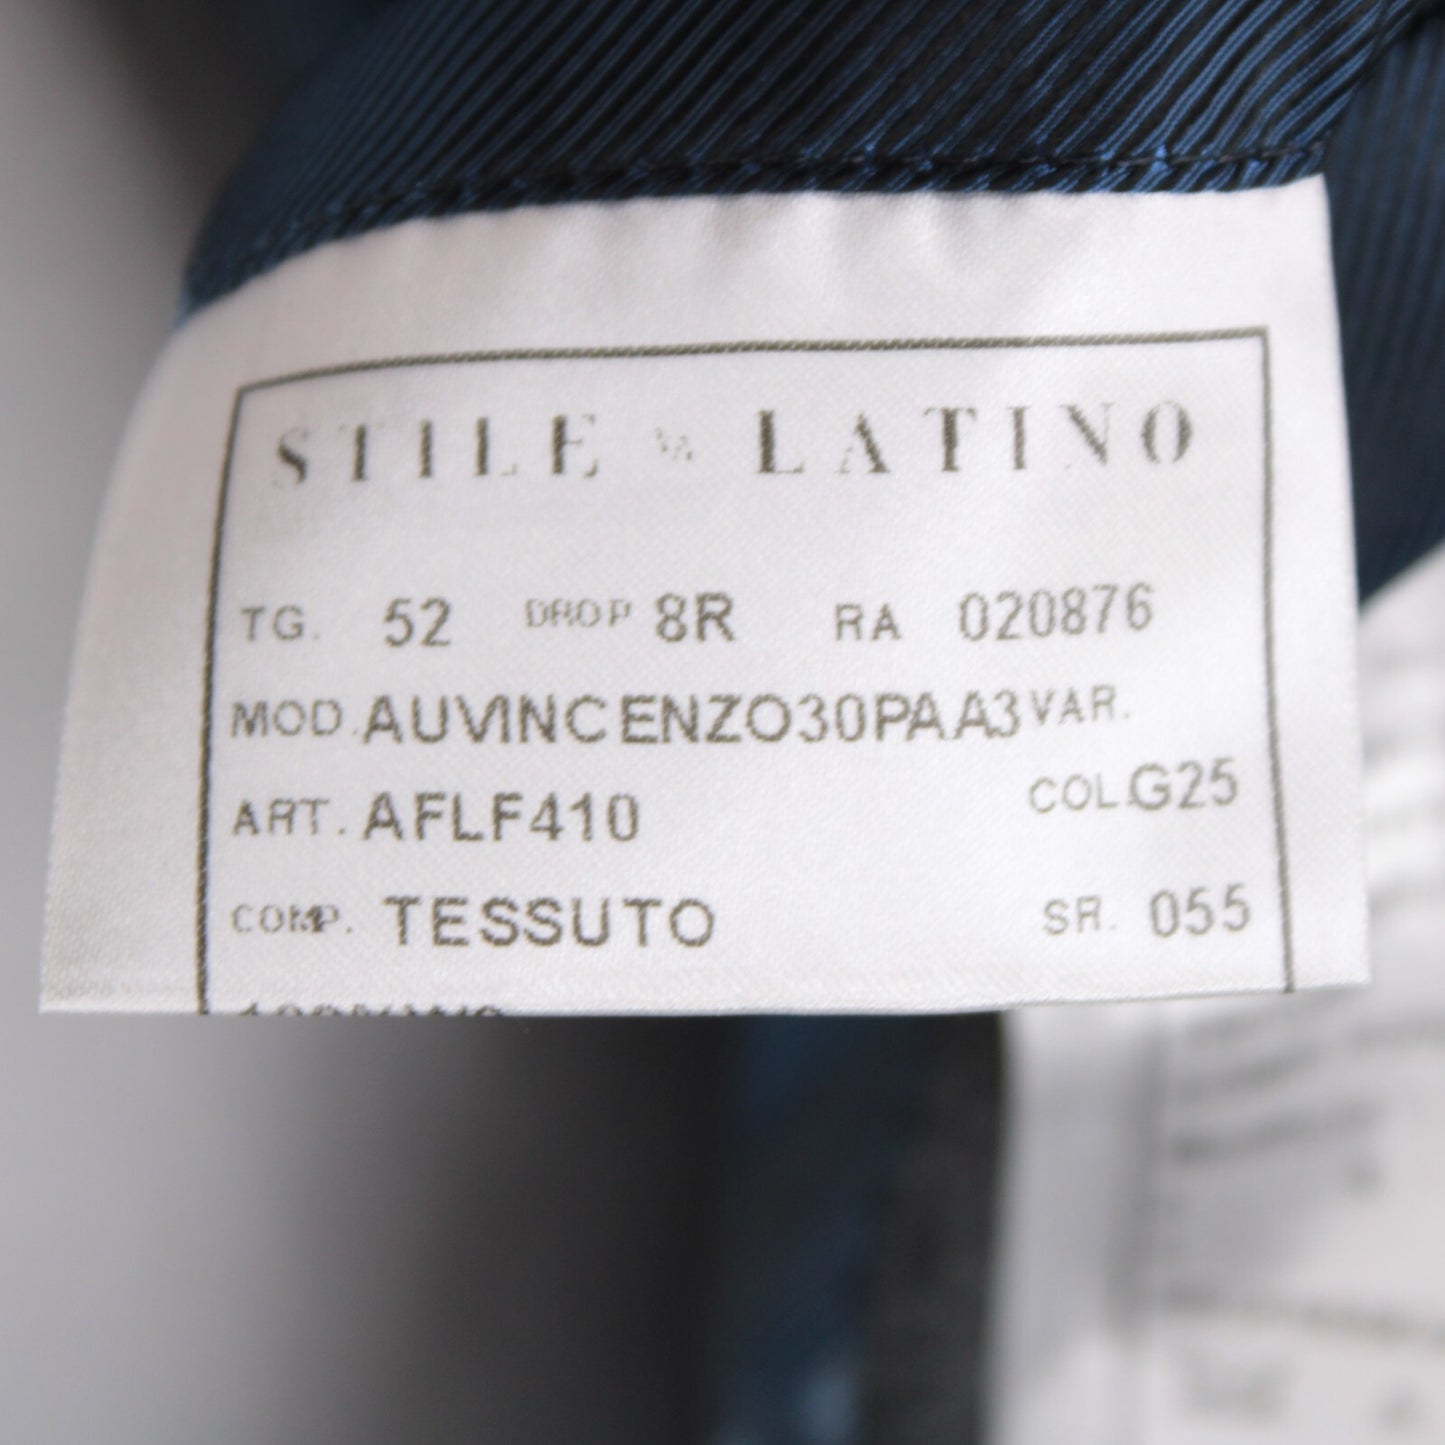 STILE LATINO
TG. 52 DROP 8R RA 020876
MOD. AUVINCENZO30PAA3 VAR.
ART. AFLF410 COL. G25
COMP. TESSUTO SR. 055